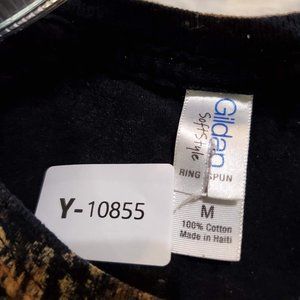 Gildan
SoftStyle
RING SPUN
M
100% Cotton
Made in Haiti
Y-10855